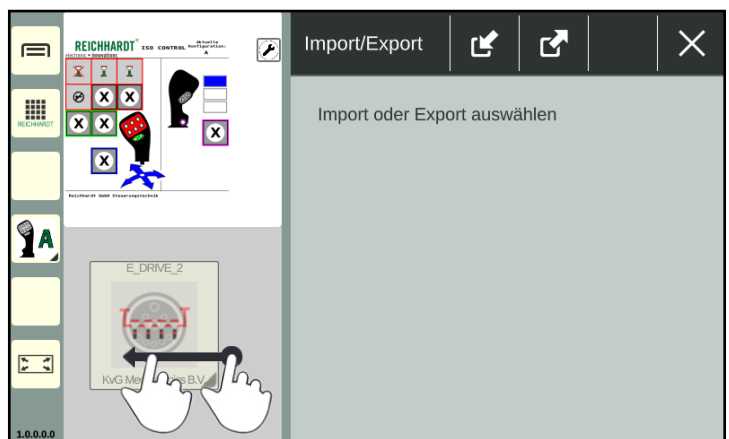 REICHHARDT®
electronic • innovations
ISO CONTROL
Aktuelle
Konfiguration:
A
X X
X X
X
X
Reichhardt GmbH Steuerungstechnik
REICHHARDT
A
E_DRIVE_2
1.0.0.0.0
Import/Export
Import oder Export auswählen